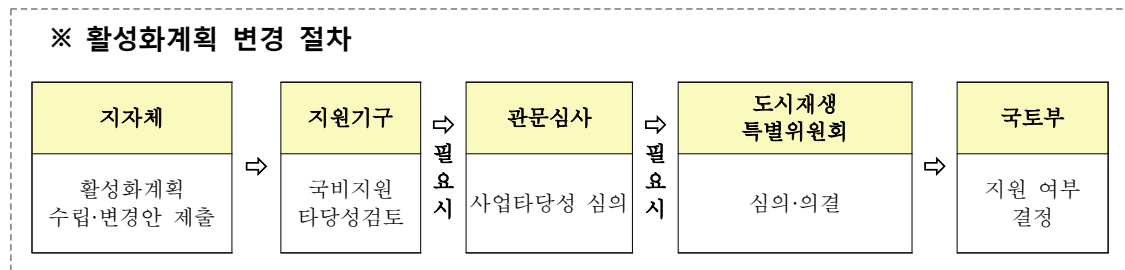 ※ 활성화계획 변경 절차
지자체
활성화계획
수립·변경안 제출
⇨
지원기구
국비지원
타당성검토
⇨
필요시
관문심사
사업타당성 심의
⇨
필요시
도시재생
특별위원회
심의·의결
⇨
국토부
지원 여부
결정